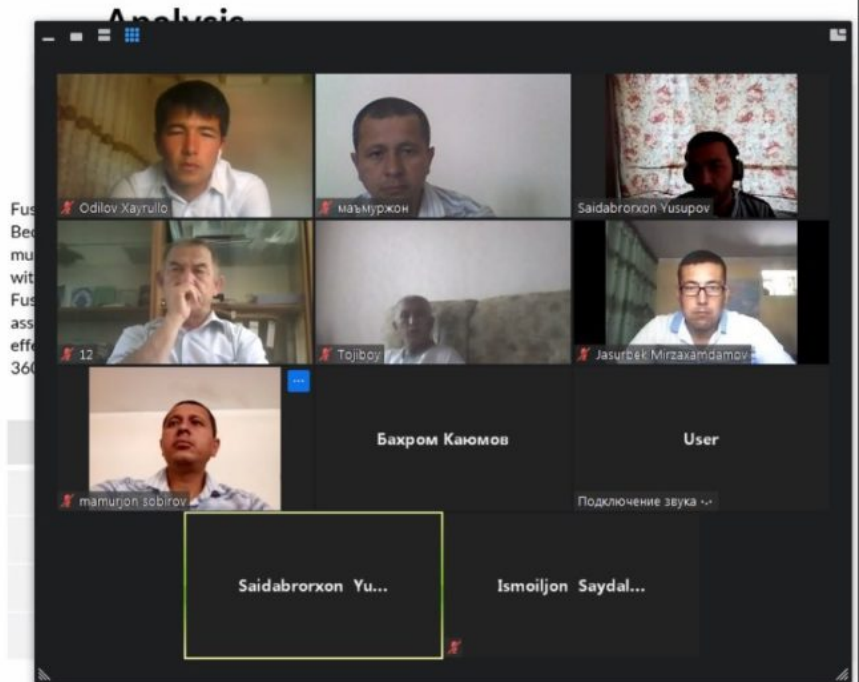 Analysis
Odilov Xayrullo
маъмуржон
Saidabrorxon Yusupov
12
Tojiboy
Jasurbek Mirzaxamdamov
mamurjon sobirov
Бахром Каюмов
User
Подключение звука
Saidabrorxon Yu...
Ismoiljon Saydal...
Fus
Bec
mu
wit
Fus
ass
effe
360